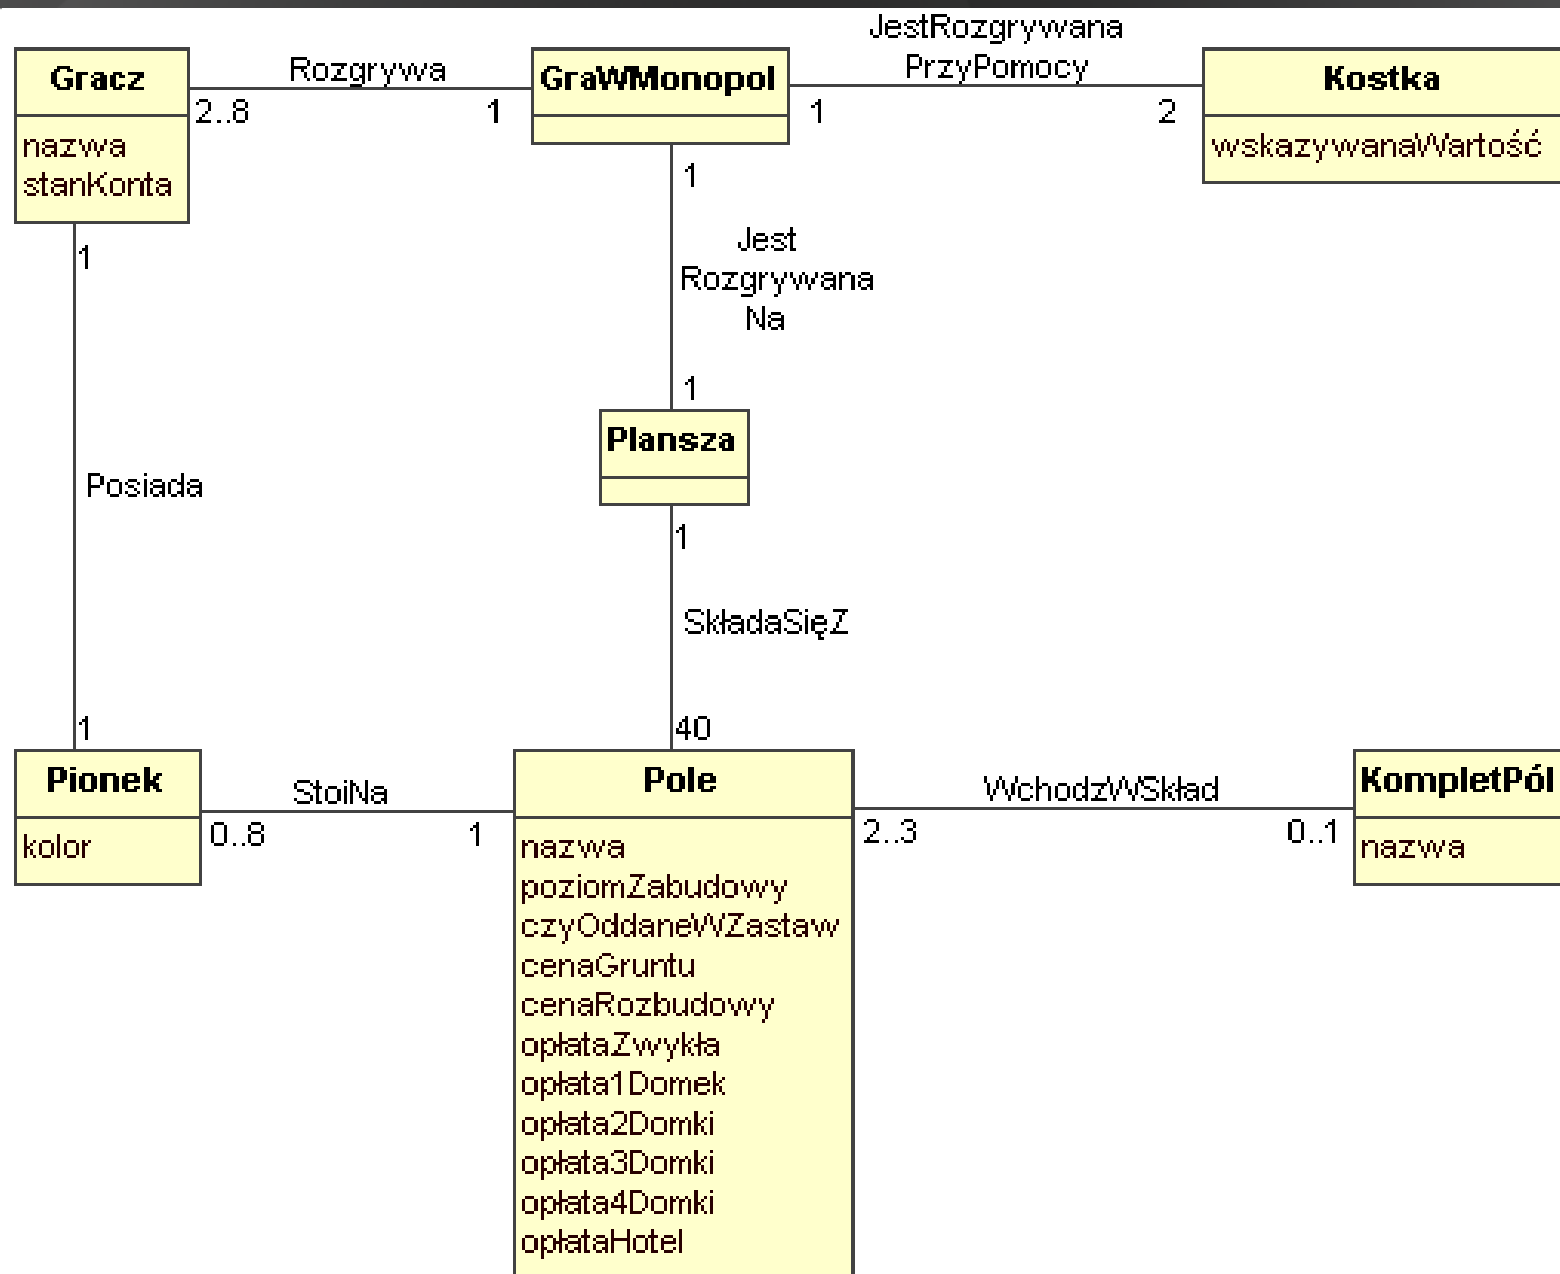 JestRozgrywana
PrzyPomocy
Gracz
Rozgrywa
GraWMonopol
Kostka
2..8
1
1
2
nazwa
stanKonta
wskazywanaWartość
1
1
Jest
Rozgrywana
Na
1
Plansza
Posiada
1
SkładaSięZ
1
40
Pionek
StoiNa
Pole
WchodzWSkład
KompletPól
0..8
1
2..3
0..1
kolor
nazwa
nazwa
poziomZabudowy
czyOddaneWZastaw
cenaGruntu
cenaRozbudowy
opłataZwykła
opłata1Domek
opłata2Domki
opłata3Domki
opłata4Domki
opłataHotel